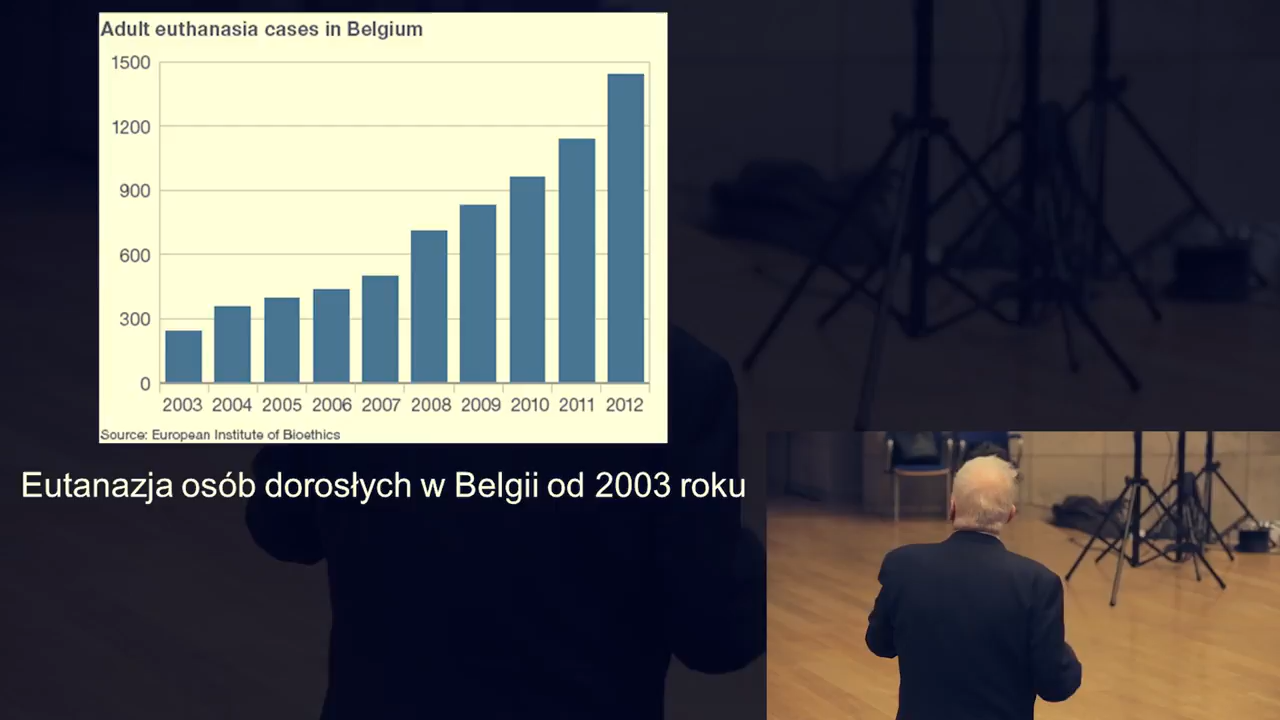 Adult euthanasia cases in Belgium
1500
1200
900
600
300
0
2003 2004 2005 2006 2007 2008 2009 2010 2011 2012
Source: European Institute of Bioethics
Eutanazja osób dorosłych w Belgii od 2003 roku